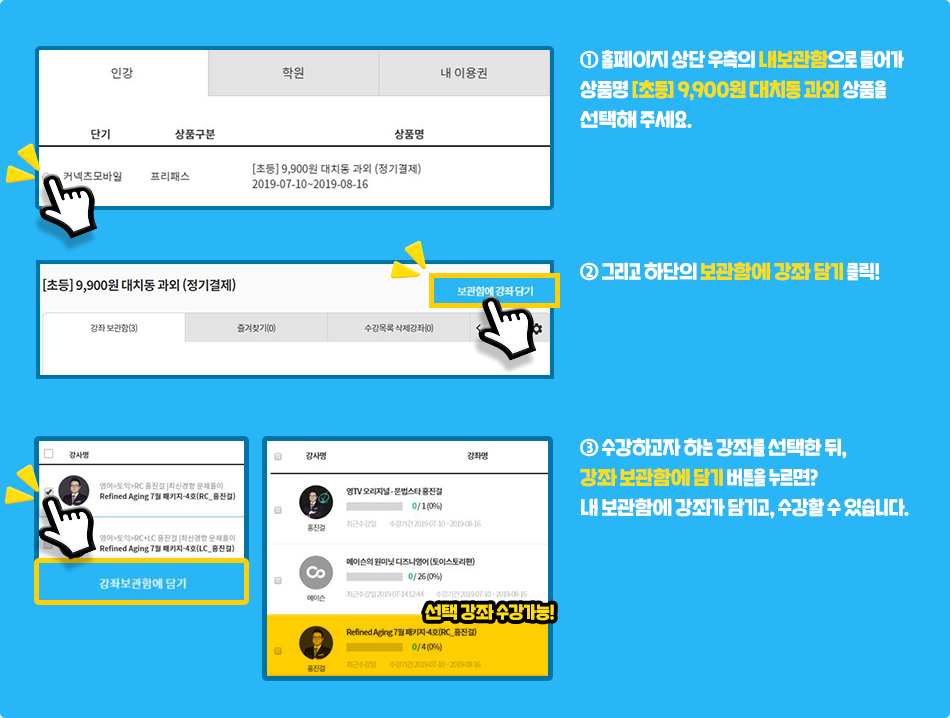 ① 홈페이지 상단 우측의 내보관함으로 들어가
상품명 [초등] 9,900원 대치동 과외 상품을
선택해 주세요.
인강 학원 내 이용권
단기 상품구분 상품명
커넥츠모바일 프리패스 [초등] 9,900원 대치동 과외 (정기결제)
2019-07-10~2019-08-16
② 그리고 하단의 보관함에 강좌 담기 클릭!
[초등] 9,900원 대치동 과외 (정기결제) 보관함에 강좌 담기
강좌 보관함(3) 즐겨찾기(0) 수강목록 삭제강좌(0)
③ 수강하고자 하는 강좌를 선택한 뒤,
강좌 보관함에 담기 버튼을 누르면?
내 보관함에 강좌가 담기고, 수강할 수 있습니다.
강사명
영어>토익>RC 홍진걸 |최신경향 문제풀이
Refined Aging 7월 패키지-4호(RC_홍진걸)
영어>토익>RC+LC 홍진걸 |최신경향 문제풀이
Refined Aging 7월 패키지-4호(LC_홍진걸)
강좌보관함에 담기
강사명 강좌명
영TV 오리지널 - 문법스타 홍진걸
0/ 1 (0%)
홍진걸 최근수강일 수강기간 2019-07-10 ~ 2019-08-16
메이슨의 원미닛 디즈니영어 (토이스토리편)
0/ 26 (0%)
메이슨 최근수강일 2019-07-14 12:44 수강기간 2019-07-10 ~ 2019-08-16
선택 강좌 수강가능!
Refined Aging 7월 패키지-4호(RC_홍진걸)
0/ 4 (0%)
홍진걸 최근수강일 수강기간 2019-07-10 ~ 2019-08-16